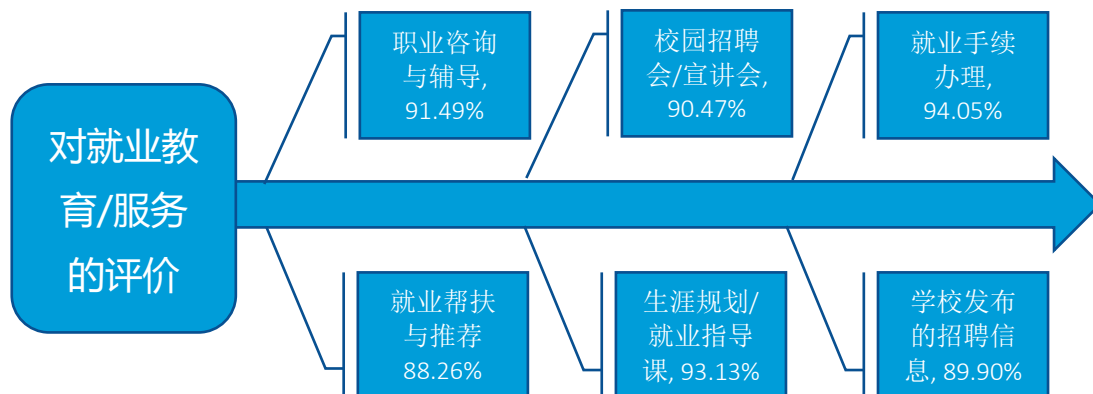 对就业教
育/服务
的评价
职业咨询
与辅导,
91.49%
校园招聘
会/宣讲会,
90.47%
就业手续
办理,
94.05%
就业帮扶
与推荐
88.26%
生涯规划/
就业指导
课, 93.13%
学校发布
的招聘信
息, 89.90%